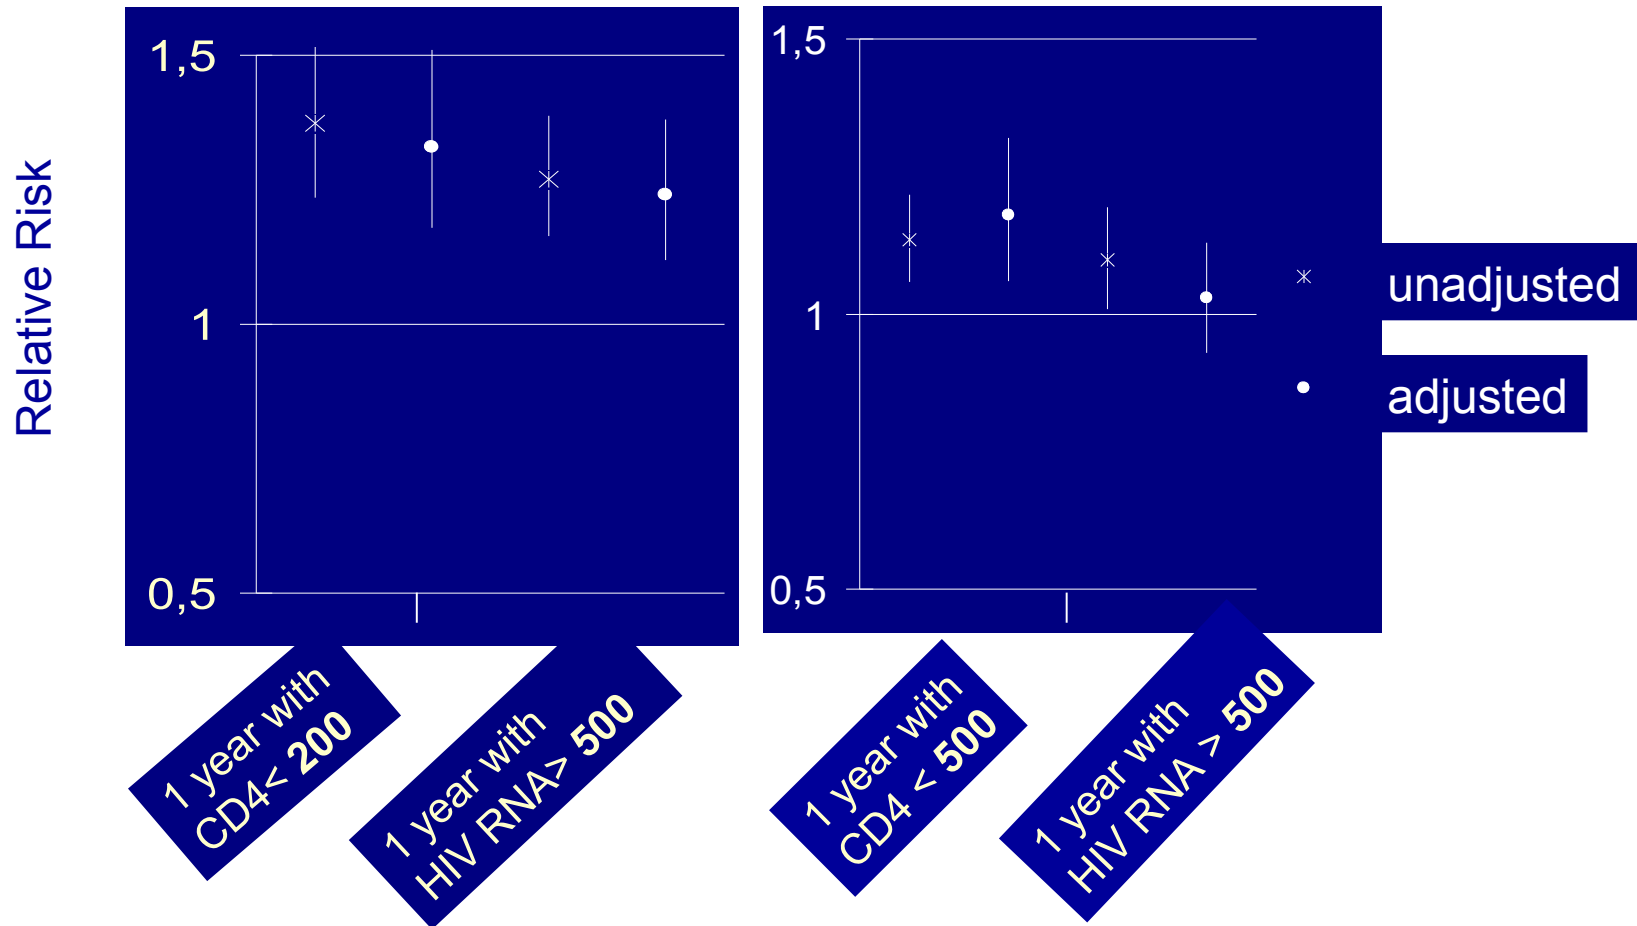 Relative Risk
1,5
1
0,5
1 year with
CD4< 200
1 year with
HIV RNA> 500
1,5
1
0,5
1 year with
CD4 < 500
1 year with
HIV RNA > 500
unadjusted
adjusted